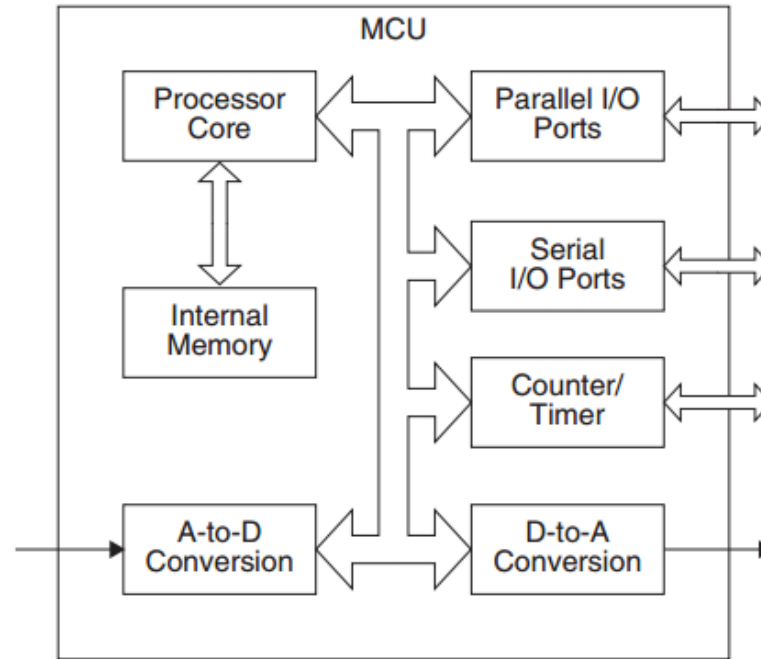 MCU
Processor
Core
Parallel I/O
Ports
Serial
I/O Ports
Internal
Memory
Counter/
Timer
A-to-D
Conversion
D-to-A
Conversion